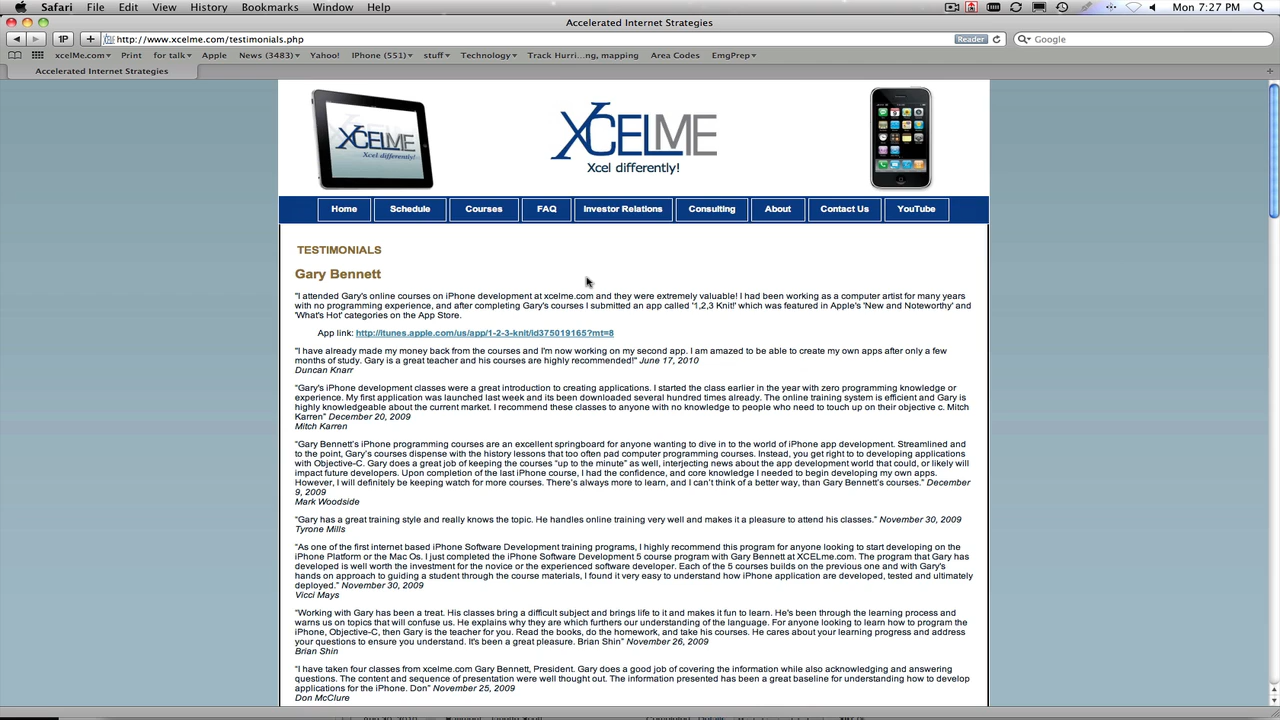 Safari File Edit View History Bookmarks Window Help Mon 7:27 PM
Accelerated Internet Strategies
1P http://www.xcelme.com/testimonials.php Reader Google
xcelMe.com Print for talk App News (3483) Yahoo! IPhone (551) stuff Technology Track Hurri...ng, mapping Area Codes EmgPrep
Accelerated Internet Strategies
XCELME
Xcel differently!
XCELME
Xcel differently!
Home Schedule Courses FAQ Investor Relations Consulting About Contact Us YouTube
TESTIMONIALS
Gary Bennett
"I attended Gary's online courses on iPhone development at xcelme.com and they were extremely valuable! I had been working as a computer artist for many years
with no programming experience, and after completing Gary's courses I submitted an app called '1,2,3 Knit!' which was featured in Apple's 'New and Noteworthy' and
'What's Hot' categories on the App Store.
App link: http://itunes.apple.com/us/app/1-2-3-knit/id375019165?mt=8
"I have already made my money back from the courses and I'm now working on my second app. I am amazed to be able to create my own apps after only a few
months of study. Gary is a great teacher and his courses are highly recommended!" June 17, 2010
Duncan Knarr
"Gary's iPhone development classes were a great introduction to creating applications. I started the class earlier in the year with zero programming knowledge or
experience. My first application was launched last week and its been downloaded several hundred times already. The online training system is efficient and Gary is
highly knowledgeable about the current market. I recommend these classes to anyone with no knowledge to people who need to touch up on their objective c. Mitch
Karren" December 20, 2009
Mitch Karren
"Gary Bennett's iPhone programming courses are an excellent springboard for anyone wanting to dive in to the world of iPhone app development. Streamlined and
to the point, Gary's courses dispense with the history lessons that too often pad computer programming courses. Instead, you get right to to developing applications
with Objective-C. Gary does a great job of keeping the courses "up to the minute" as well, interjecting news about the app development world that could, or likely will
impact future developers. Upon completion of the last iPhone course, I had the confidence, and core knowledge I needed to begin developing my own apps.
However, I will definitely be keeping watch for more courses. There's always more to learn, and I can't think of a better way, than Gary Bennett's courses." December
9, 2009
Mark Woodside
"Gary has a great training style and really knows the topic. He handles online training very well and makes it a pleasure to attend his classes." November 30, 2009
Tyrone Mills
"As one of the first internet based iPhone Software Development training programs, I highly recommend this program for anyone looking to start developing on the
iPhone Platform or the Mac Os. I just completed the iPhone Software Development 5 course program with Gary Bennett at XCELme.com. The program that Gary has
developed is well worth the investment for the novice or the experienced software developer. Each of the 5 courses builds on the previous one and with Gary's
hands on approach to guiding a student through the course materials, I found it very easy to understand how iPhone application are developed, tested and ultimately
deployed." November 30, 2009
Vicci Mays
"Working with Gary has been a treat. His classes bring a difficult subject and brings life to it and makes it fun to learn. He's been through the learning process and
warns us on topics that will confuse us. He explains why they are which furthers our understanding of the language. For anyone looking to learn how to program the
iPhone, Objective-C, then Gary is the teacher for you. Read the books, do the homework, and take his courses. He cares about your learning progress and address
your questions to ensure you understand. It's been a great pleasure. Brian Shin" November 26, 2009
Brian Shin
"I have taken four classes from xcelme.com Gary Bennett, President. Gary does a good job of covering the information while also acknowledging and answering
questions. The content and sequence of presentation were well thought out. The information presented has been a great baseline for understanding how to develop
applications for the iPhone. Don" November 25, 2009
Don McClure